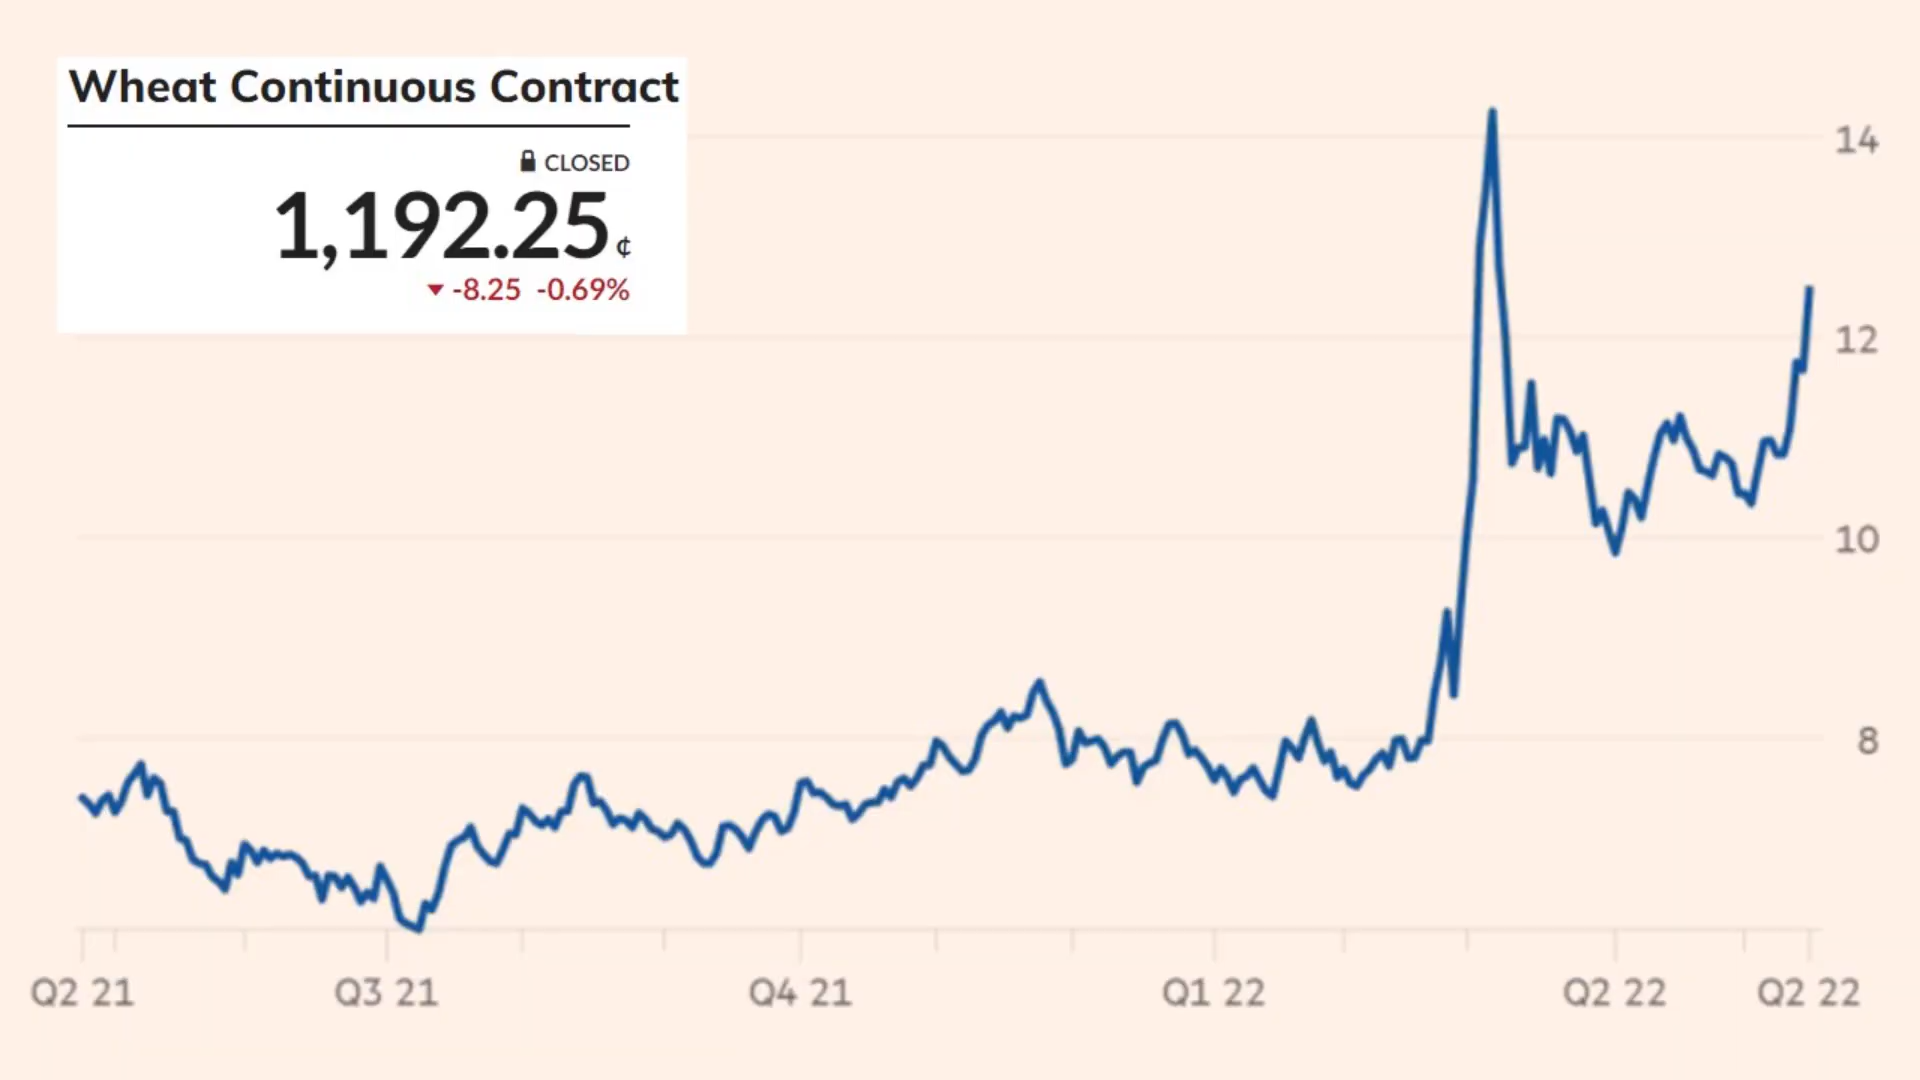 Wheat Continuous Contract
CLOSED
1,192.25¢
▼ -8.25 -0.69%
14
12
10
8
Q2 21 Q3 21 Q4 21 Q1 22 Q2 22 Q2 22